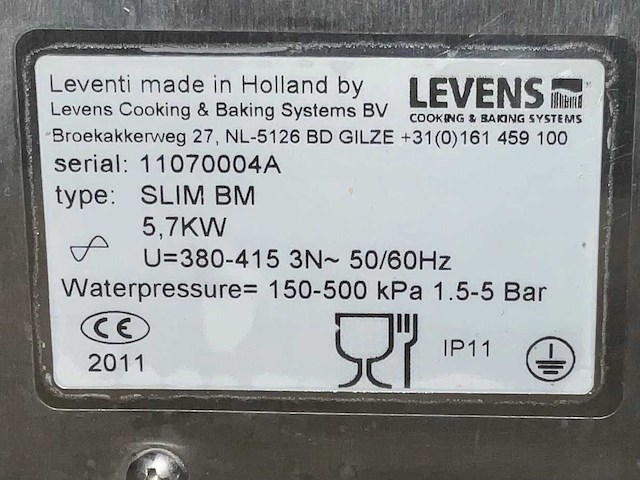 Leventi made in Holland by
LEVENS
Levens Cooking & Baking Systems BV
COOKING & BAKING SYSTEMS
Broekakkerweg 27, NL-5126 BD GILZE +31(0)161 459 100
serial: 11070004A
type: SLIM BM
5,7KW
U=380-415 3N~ 50/60Hz
Waterpressure= 150-500 kPa 1.5-5 Bar
CE
2011
IP11